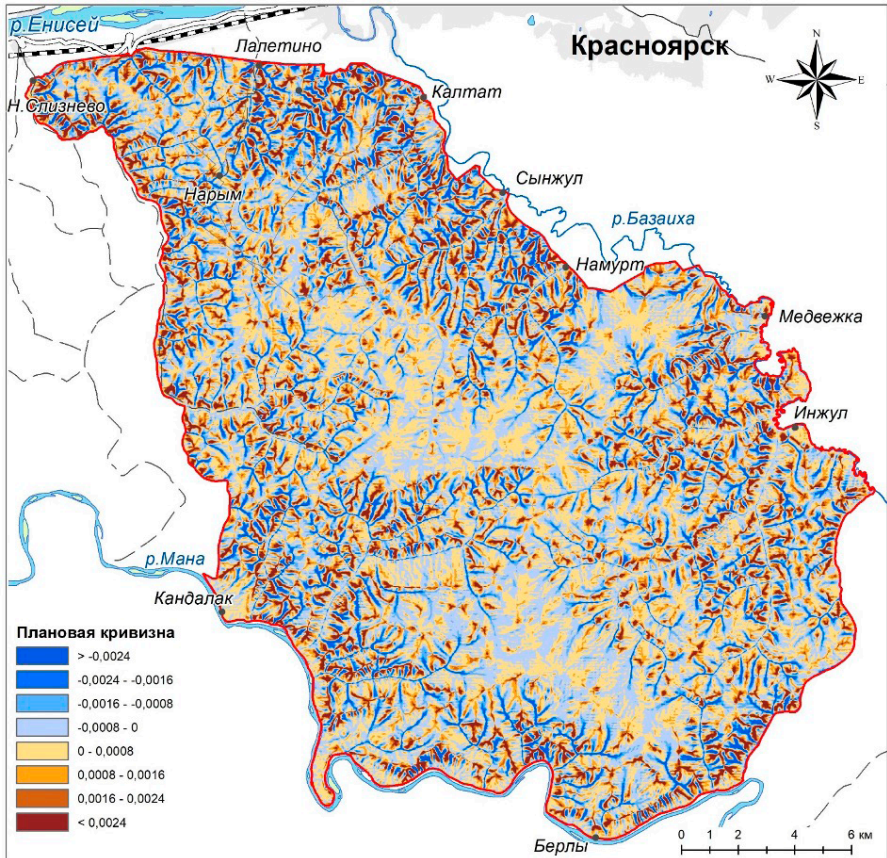 р.Енисей
Лалетино
Красноярск
N
W
E
S
Калтат
Н.Слизнево
Нарым
Сынжул
р.Базаиха
Намурт
Медвежка
Инжул
р.Мана
Кандалак
Плановая кривизна
> -0,0024
-0,0024 - -0,0016
-0,0016 - -0,0008
-0,0008 - 0
0 - 0,0008
0,0008 - 0,0016
0,0016 - 0,0024
< 0,0024
Берлы
0 1 2 4 6 км